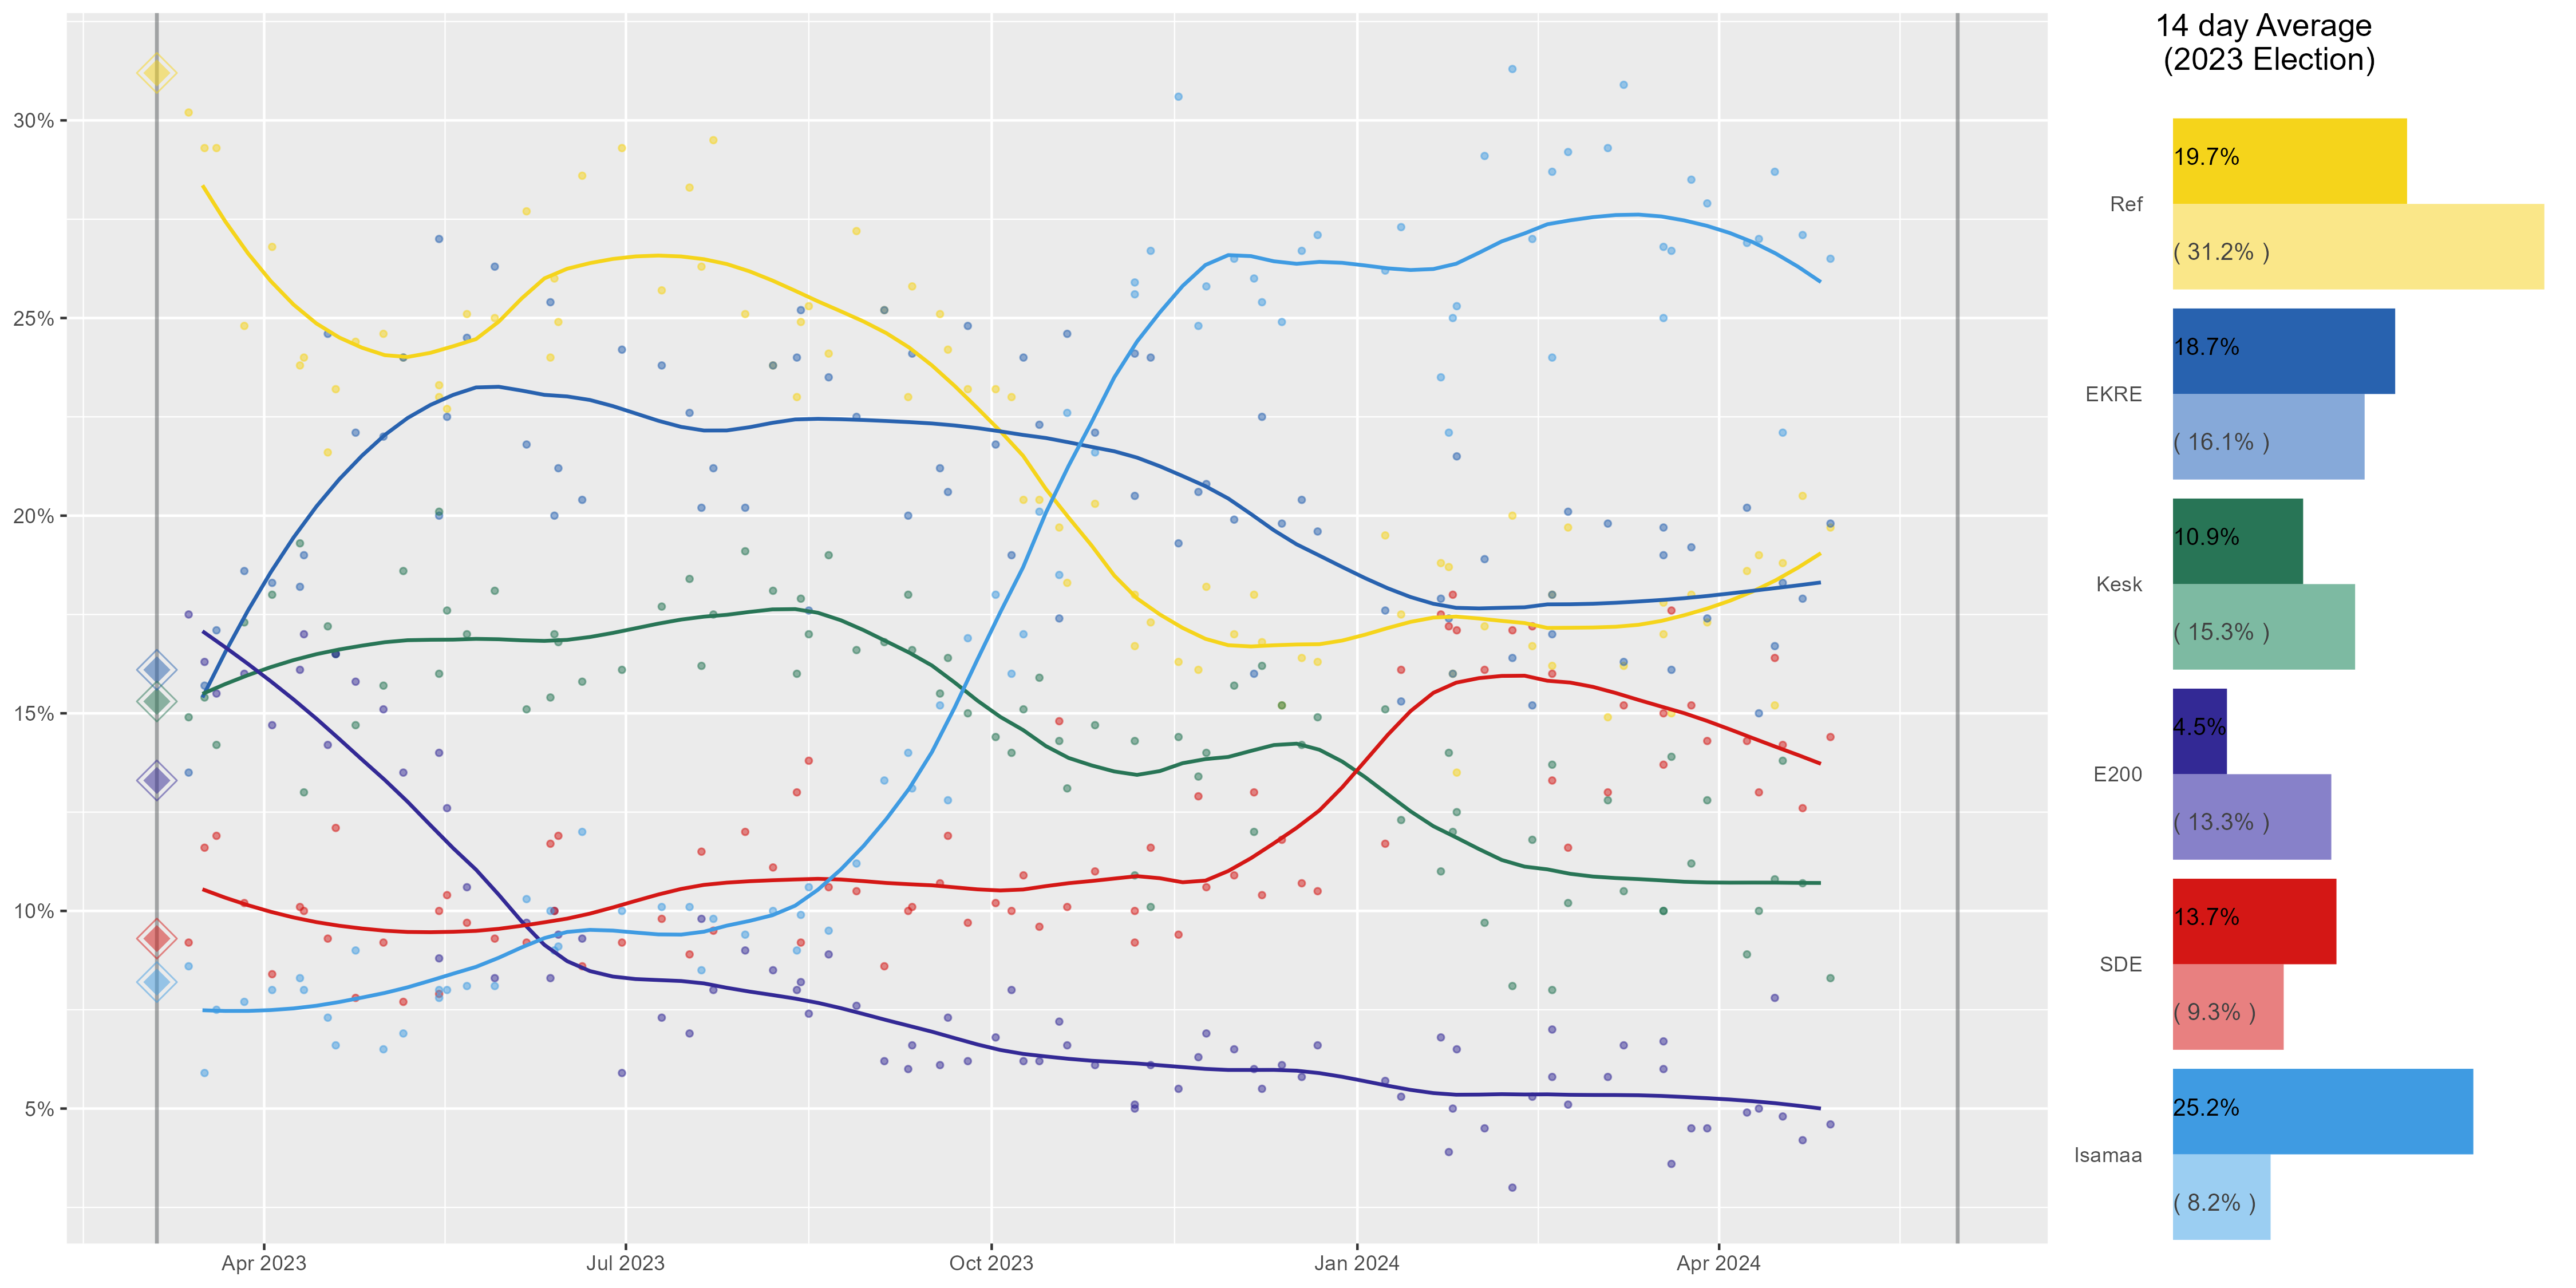 14 day Average
(2023 Election)
30%
25%
20%
15%
10%
5%
Apr 2023
Jul 2023
Oct 2023
Jan 2024
Apr 2024
Ref
19.7%
( 31.2% )
EKRE
18.7%
( 16.1% )
Kesk
10.9%
( 15.3% )
E200
4.5%
( 13.3% )
SDE
13.7%
( 9.3% )
Isamaa
25.2%
( 8.2% )